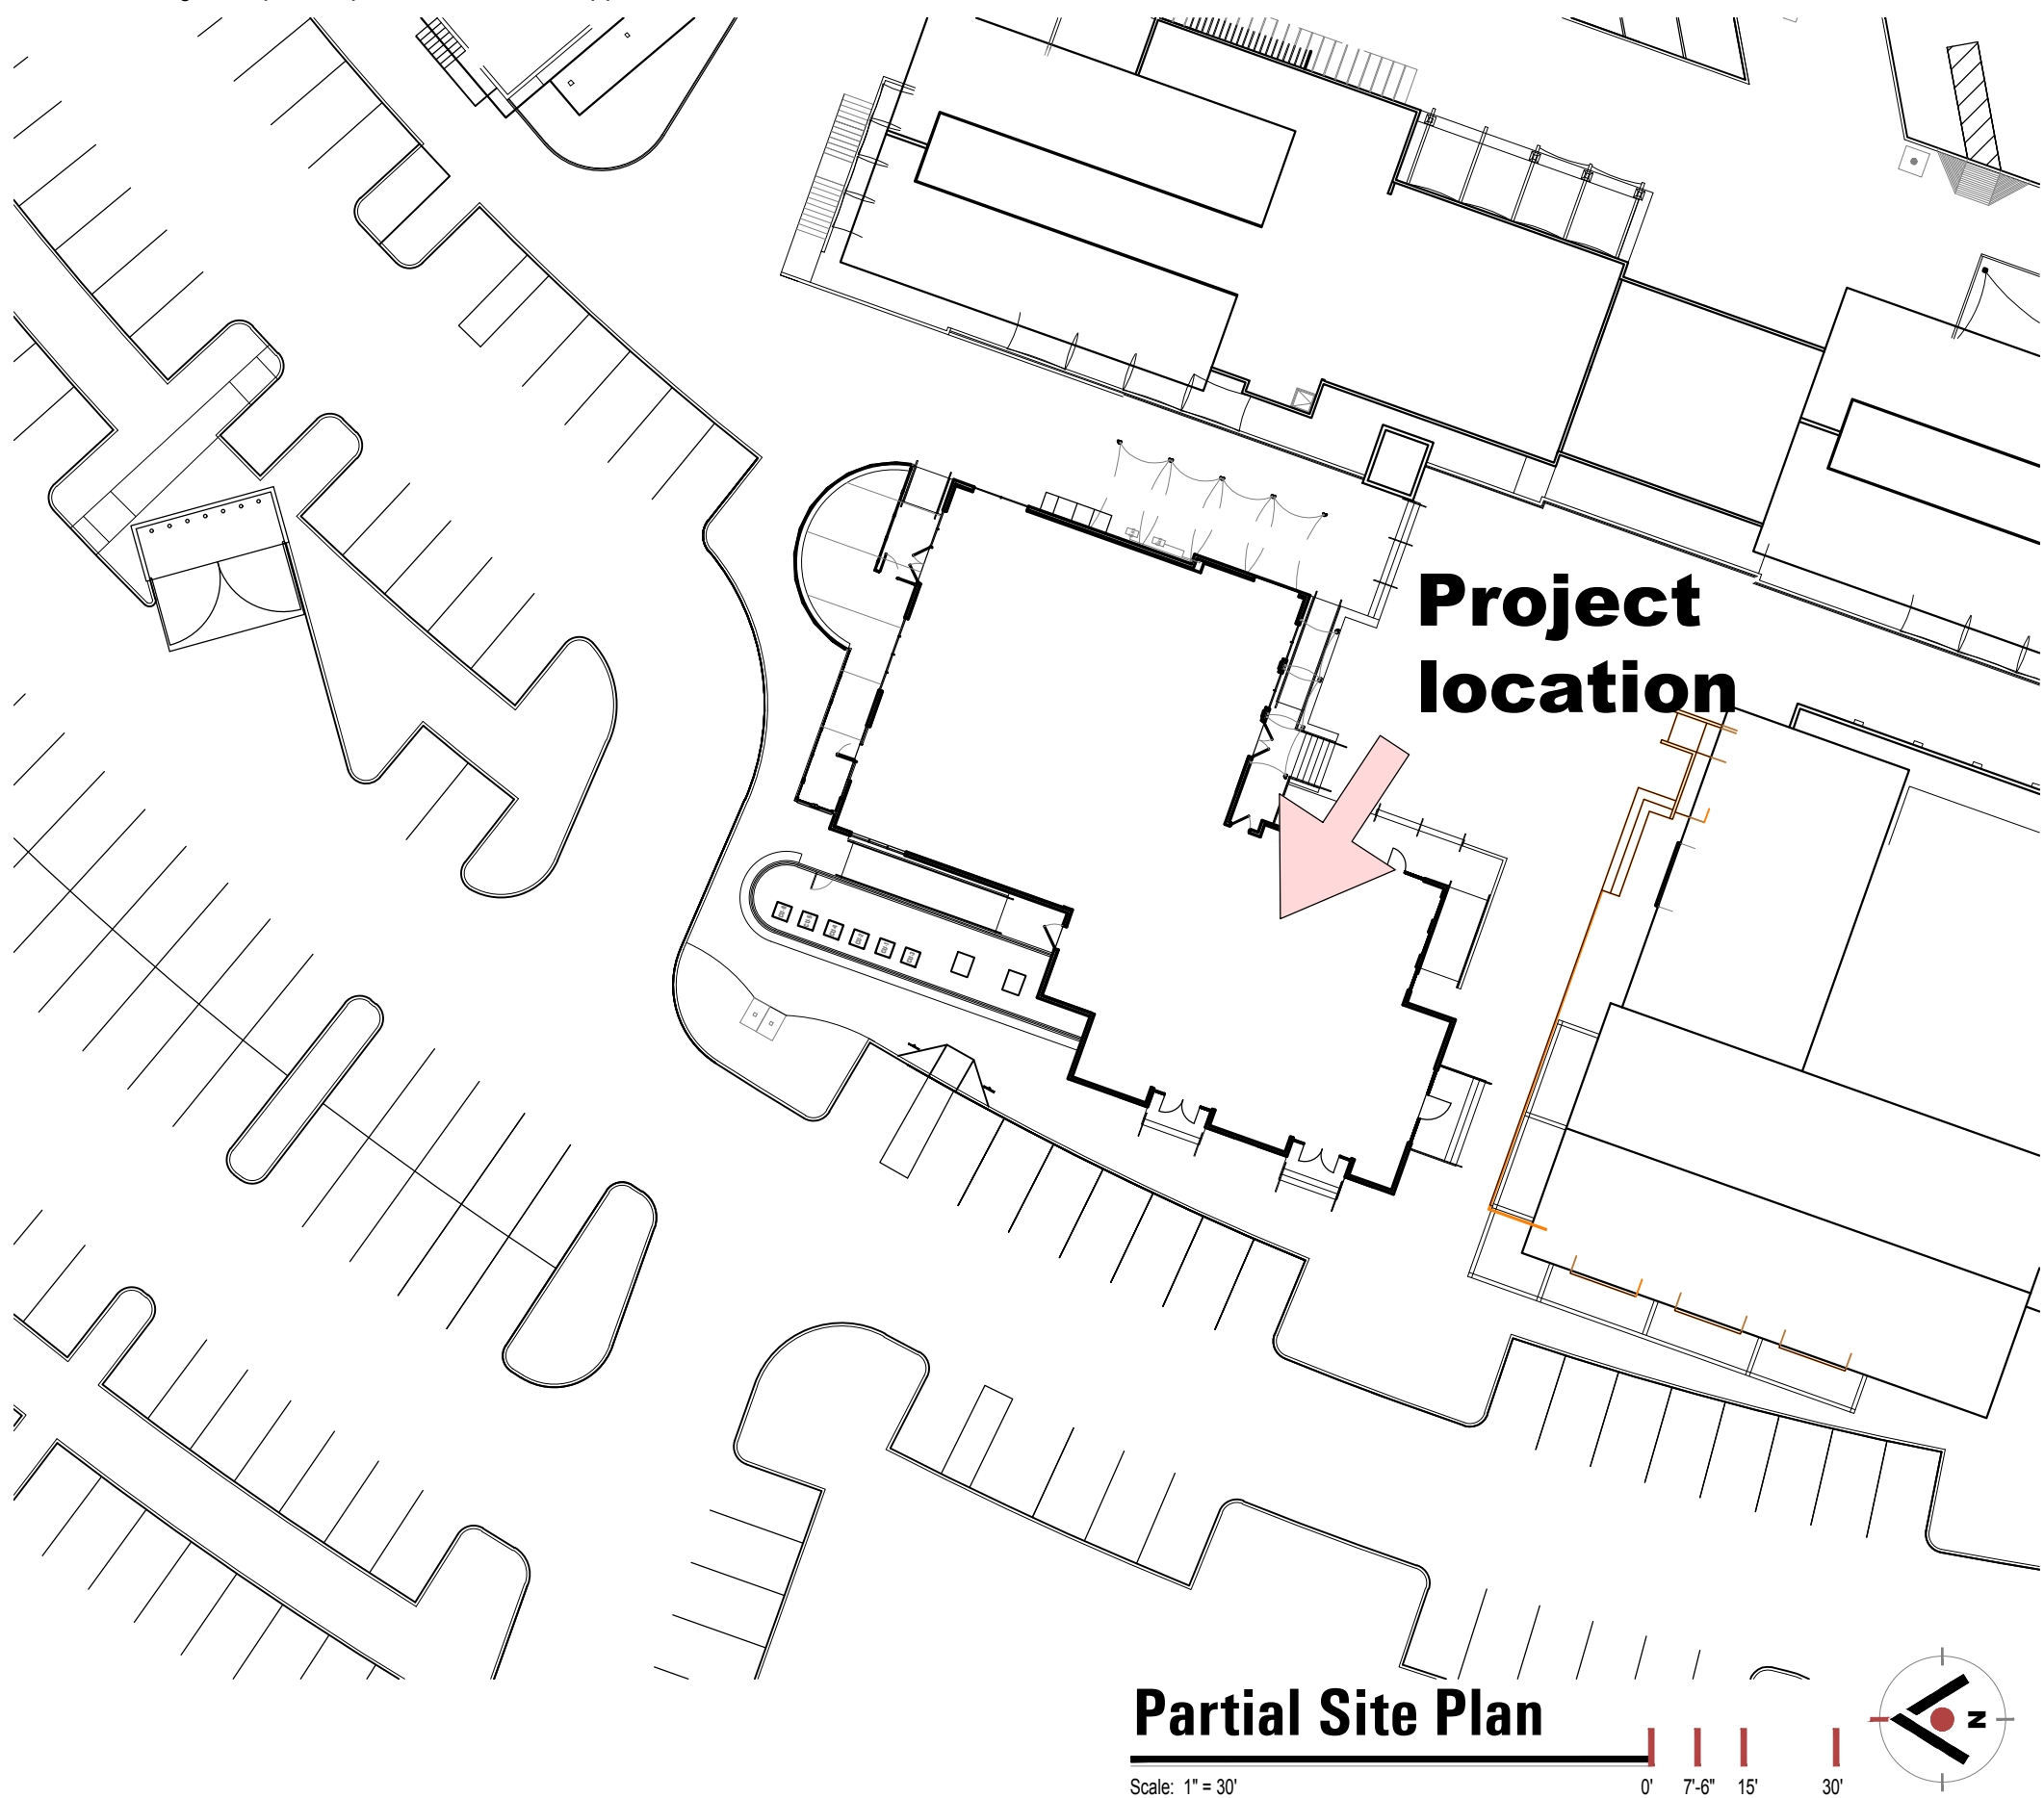 Project
location
Partial Site Plan
Scale: 1" = 30'
0' 7'-6" 15' 30'
N